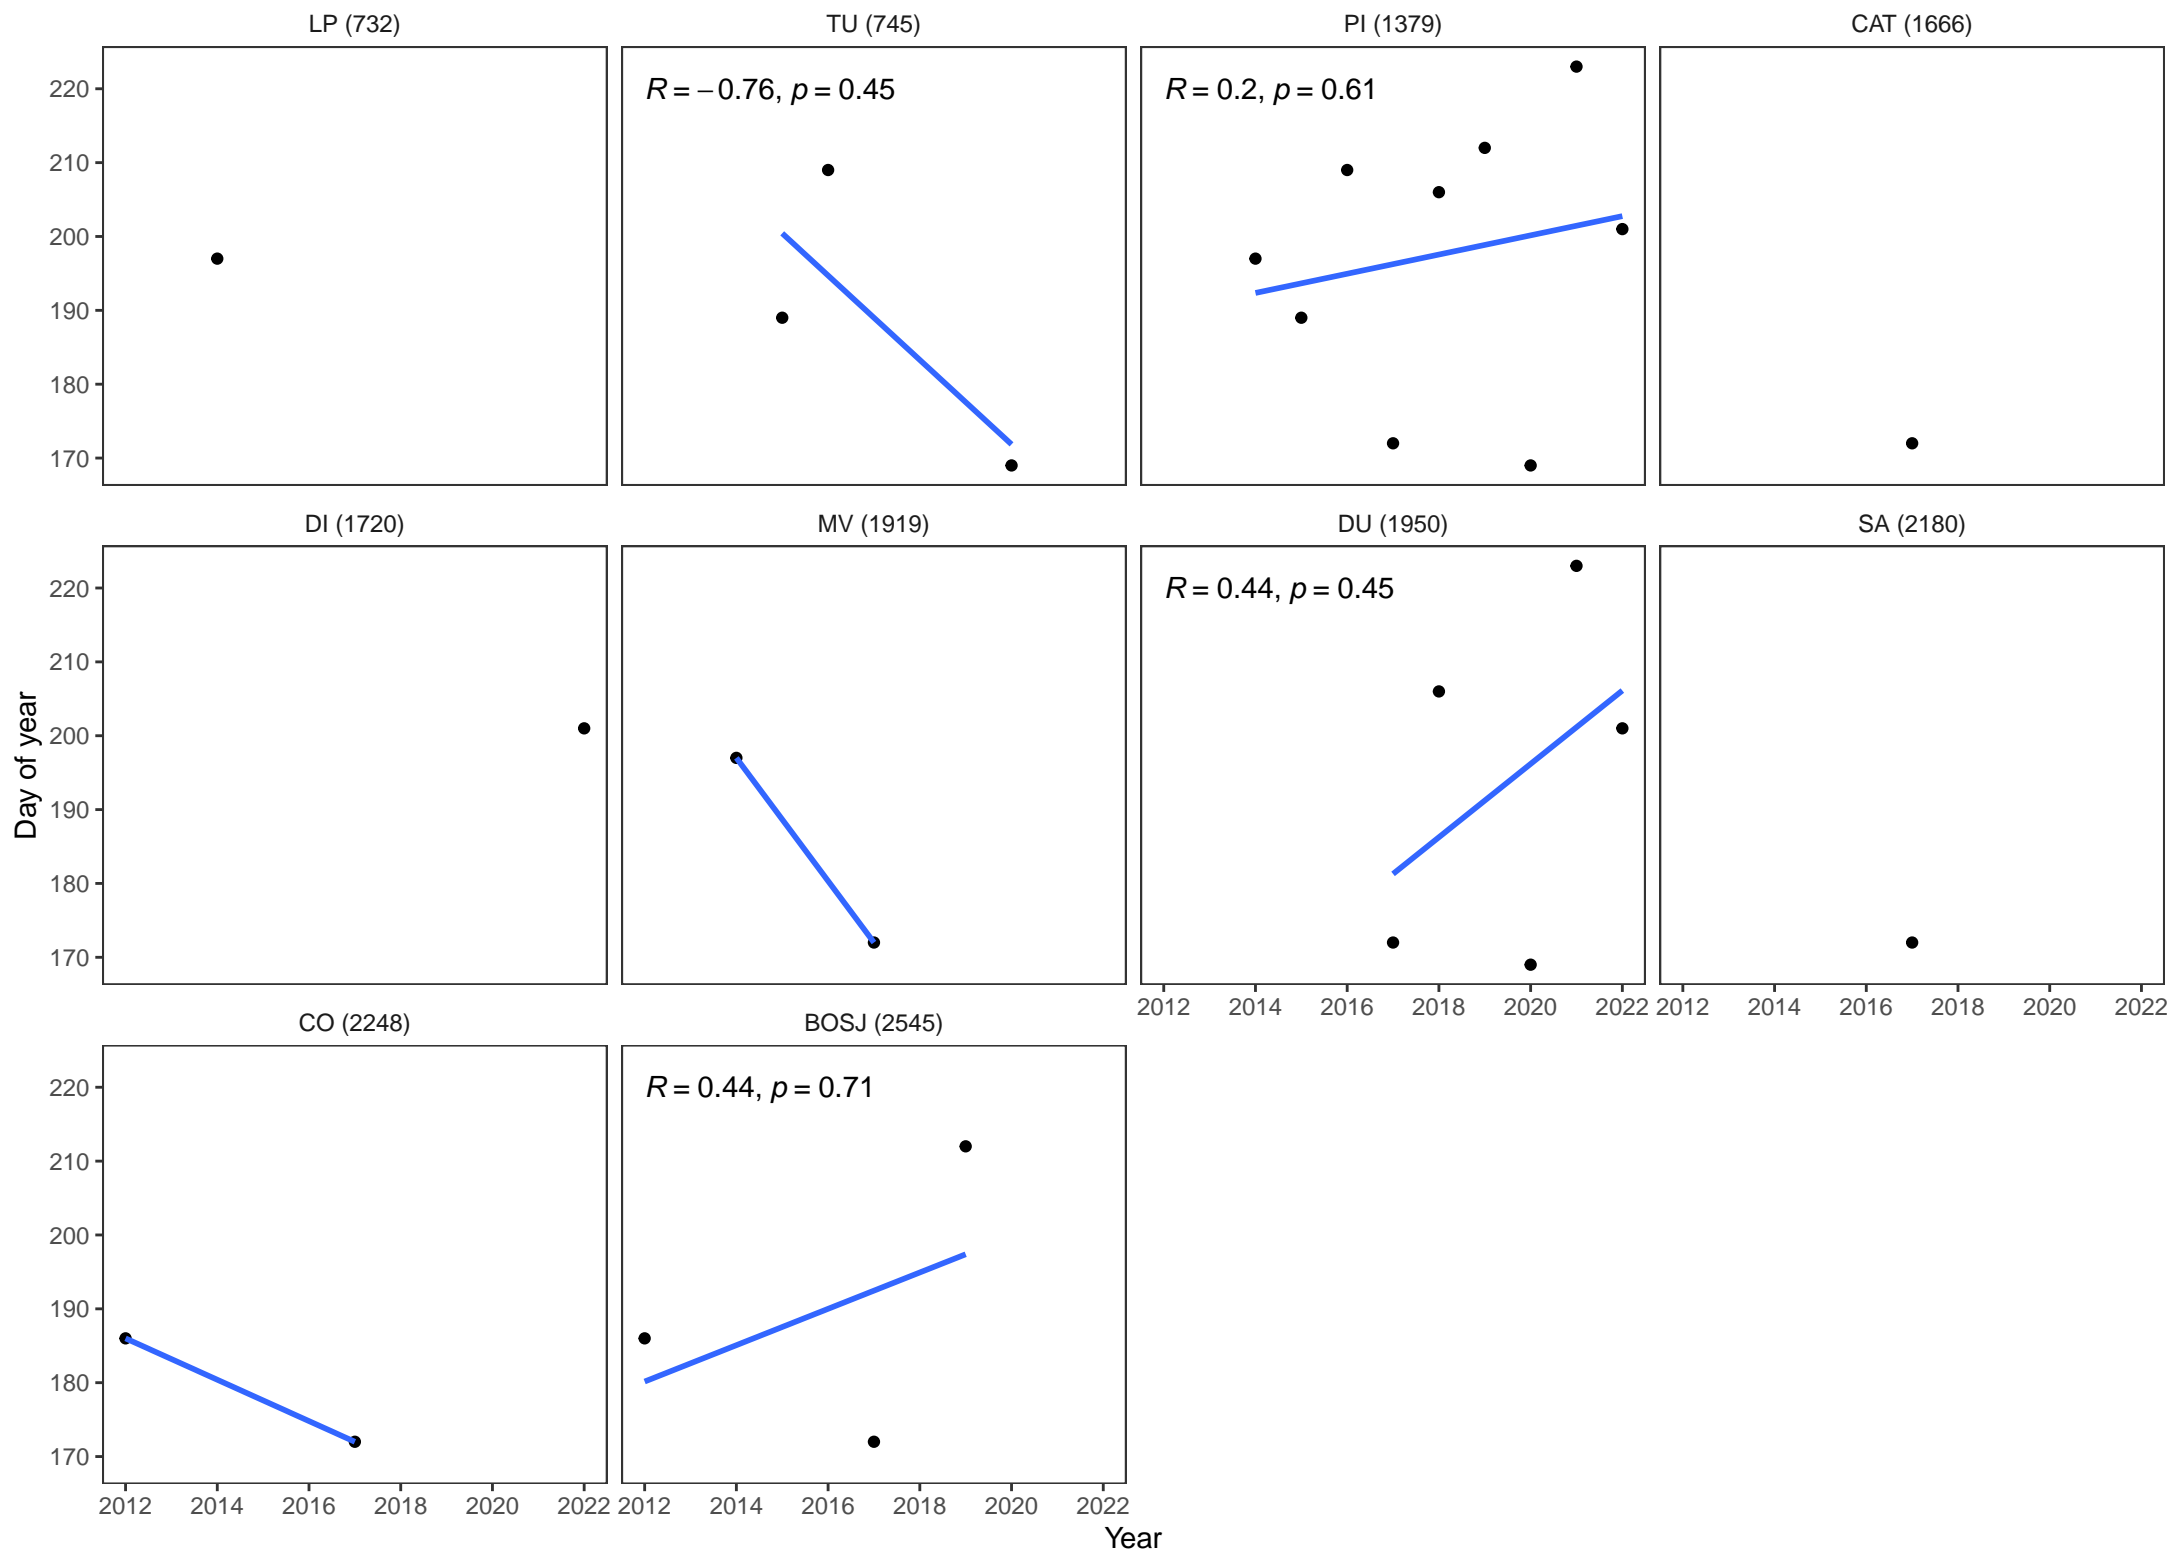 LP (732) TU (745) PI (1379) CAT (1666)
220
R = −0.76, p = 0.45
R = 0.2, p = 0.61
210
200
190
180
170
DI (1720) MV (1919) DU (1950) SA (2180)
220
R = 0.44, p = 0.45
210
200
190
180
170
2012 2014 2016 2018 2020 2022 2012 2014 2016 2018 2020 2022
CO (2248) BOSJ (2545)
220
R = 0.44, p = 0.71
210
200
190
180
170
2012 2014 2016 2018 2020 2022 2012 2014 2016 2018 2020 2022
Day of year
Year